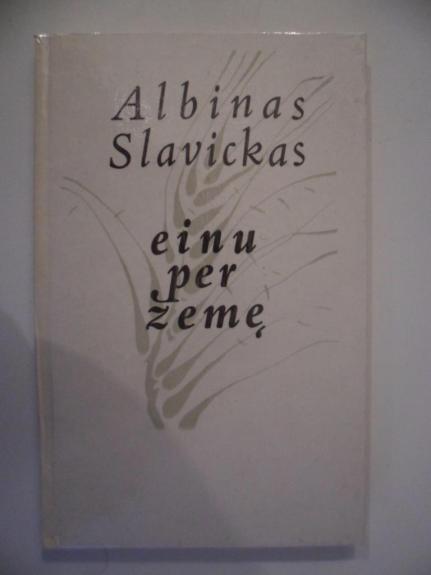 Albinas
Slavickas
einu
per
žemę